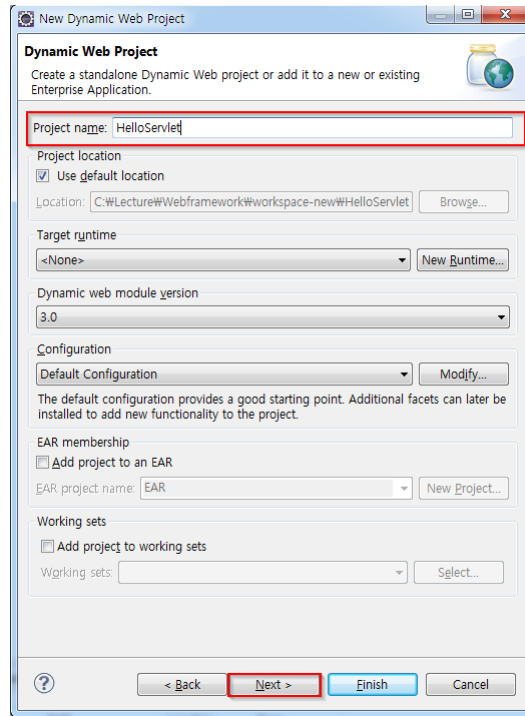 New Dynamic Web Project
Dynamic Web Project
Create a standalone Dynamic Web project or add it to a new or existing
Enterprise Application.
Project name: HelloServlet
Project location
Use default location
Location: C:₩Lecture₩Webframework₩workspace-new₩HelloServlet Browse...
Target runtime
<None> New Runtime...
Dynamic web module version
3.0
Configuration
Default Configuration Modify...
The default configuration provides a good starting point. Additional facets can later be
installed to add new functionality to the project.
EAR membership
Add project to an EAR
EAR project name: EAR New Project...
Working sets
Add project to working sets
Working sets: Select...
? < Back Next > Finish Cancel